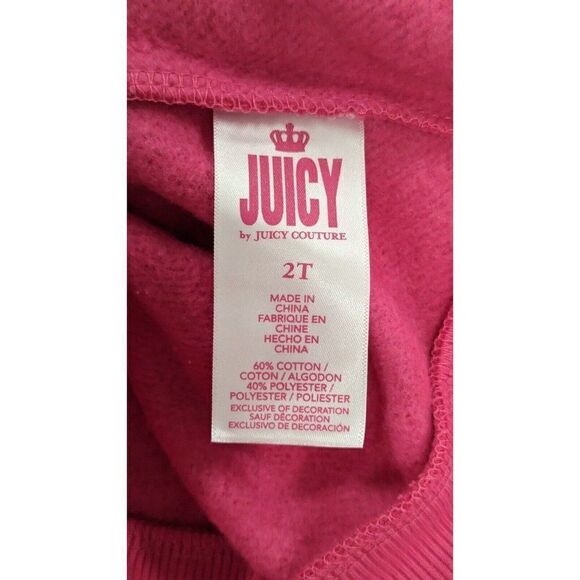 JUICY
by JUICY COUTURE
2T
MADE IN
CHINA
FABRIQUE EN
CHINE
HECHO EN
CHINA
60% COTTON /
COTON / ALGODON
40% POLYESTER /
POLYESTER / POLIESTER
EXCLUSIVE OF DECORATION
SAUF DÉCORATION
EXCLUSIVO DE DECORACIÓN